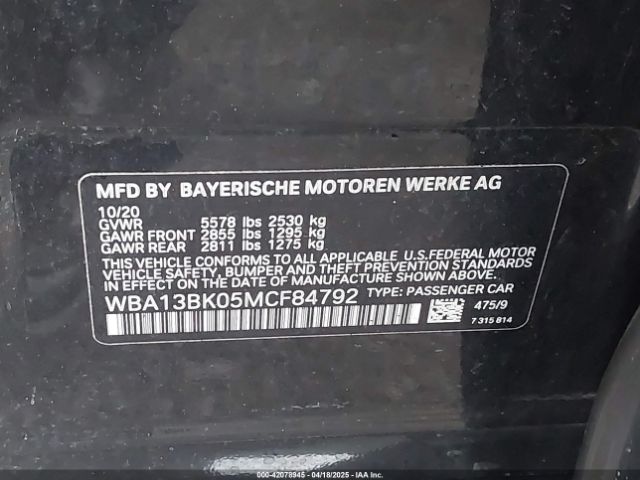 MFD BY BAYERISCHE MOTOREN WERKE AG
10/20
GVWR 5578 lbs 2530 kg
GAWR FRONT 2855 lbs 1295 kg
GAWR REAR 2811 lbs 1275 kg
THIS VEHICLE CONFORMS TO ALL APPLICABLE U.S.FEDERAL MOTOR
VEHICLE SAFETY, BUMPER, AND THEFT PREVENTION STANDARDS
IN EFFECT ON THE DATE OF MANUFACTURE SHOWN ABOVE.
WBA13BK05MCF84792 TYPE: PASSENGER CAR
475/9
7 315 814
000-42078945 - 04/18/2025 - IAA Inc.